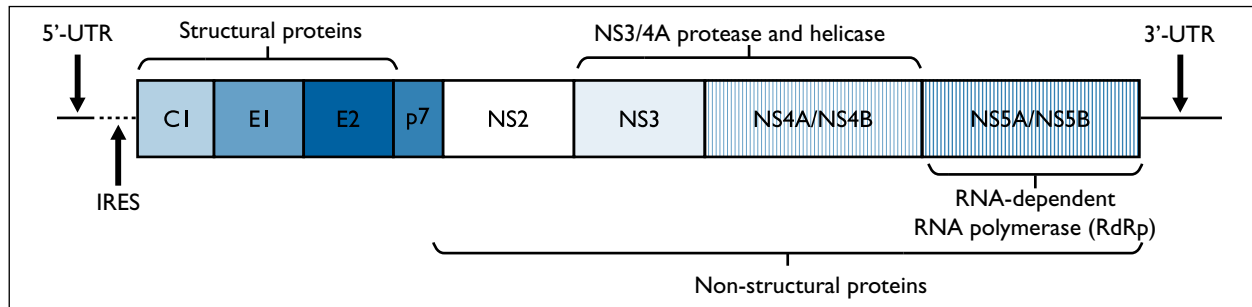 Structural proteins
NS3/4A protease and helicase
5’-UTR
3’-UTR
C1
E1
E2
p7
NS2
NS3
NS4A/NS4B
NS5A/NS5B
IRES
RNA-dependent
RNA polymerase (RdRp)
Non-structural proteins